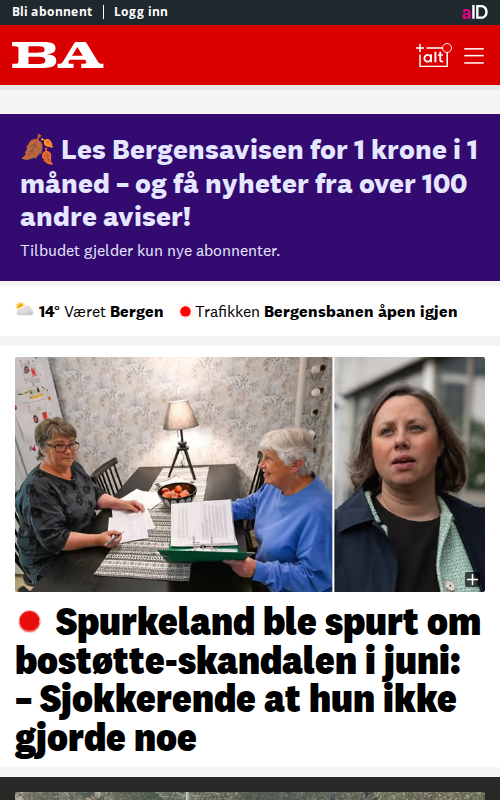 Bli abonnent | Logg inn
aID
BA
+alt
🍂 Les Bergensavisen for 1 krone i 1
måned – og få nyheter fra over 100
andre aviser!
Tilbudet gjelder kun nye abonnenter.
14° Været Bergen Trafikken Bergensbanen åpen igjen
Spurkeland ble spurt om
bostøtte-skandalen i juni:
– Sjokkerende at hun ikke
gjorde noe